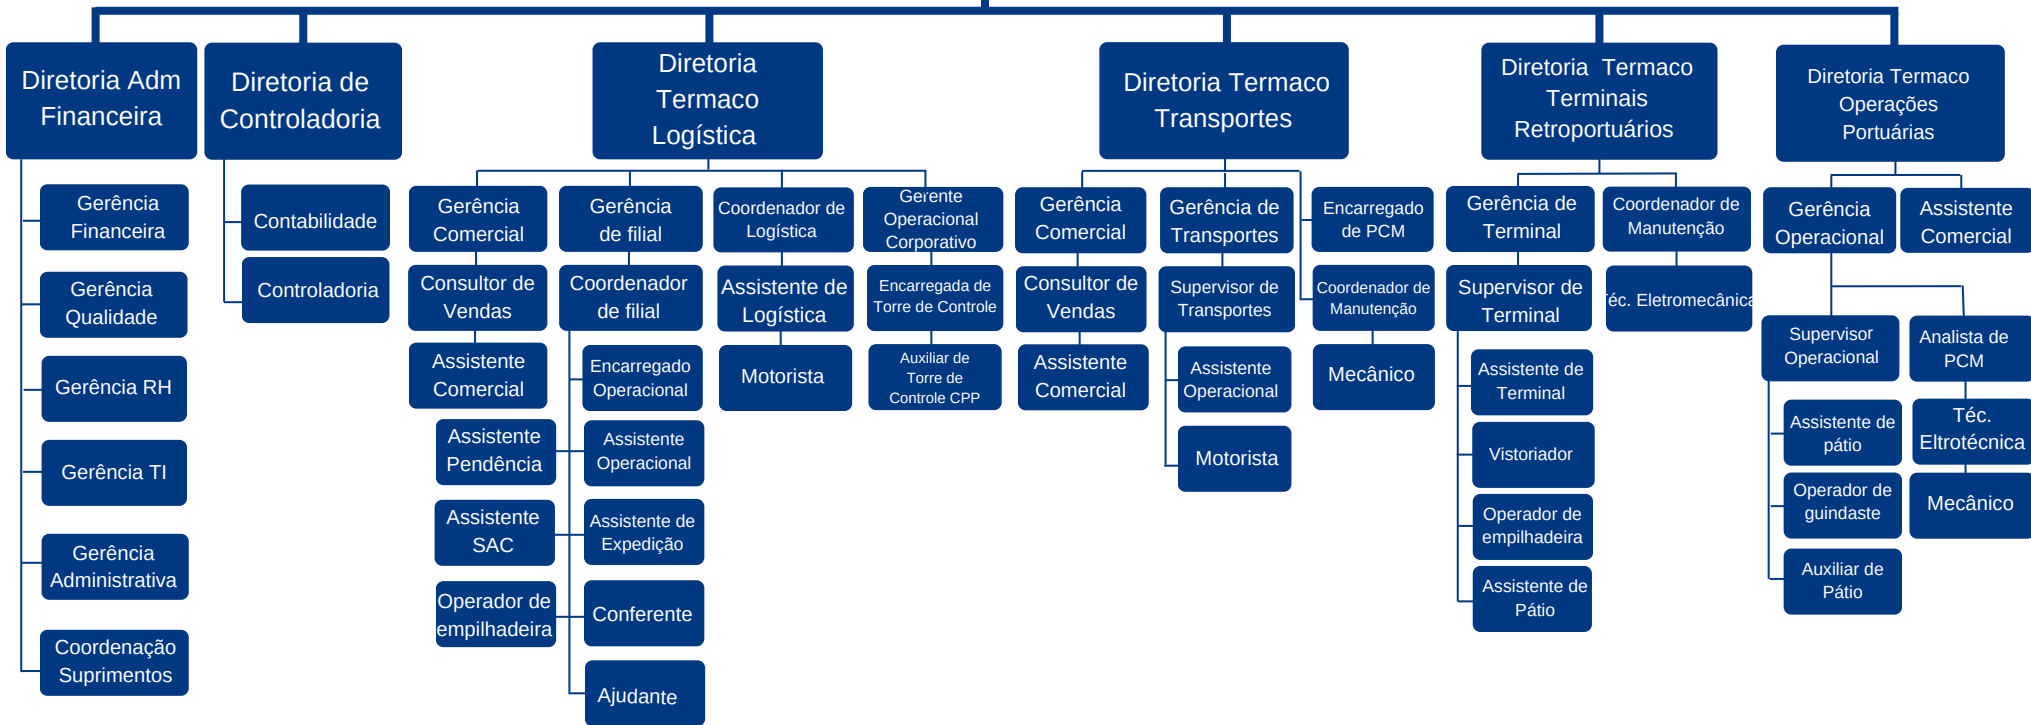 Diretoria Adm
Financeira
Gerência
Financeira
Gerência
Qualidade
Gerência RH
Gerência TI
Gerência
Administrativa
Coordenação
Suprimentos
Diretoria de
Controladoria
Contabilidade
Controladoria
Diretoria
Termaco
Logística
Gerência
Comercial
Consultor de
Vendas
Assistente
Comercial
Gerência
de filial
Coordenador
de filial
Encarregado
Operacional
Assistente
Pendência
Assistente
Operacional
Assistente
SAC
Assistente de
Expedição
Operador de
empilhadeira
Conferente
Ajudante
Coordenador de
Logística
Assistente de
Logística
Motorista
Gerente
Operacional
Corporativo
Encarregada de
Torre de Controle
Auxiliar de
Torre de
Controle CPP
Diretoria Termaco
Transportes
Gerência
Comercial
Consultor de
Vendas
Assistente
Comercial
Gerência de
Transportes
Supervisor de
Transportes
Assistente
Operacional
Motorista
Encarregado
de PCM
Coordenador de
Manutenção
Mecânico
Diretoria Termaco
Terminais
Retroportuários
Gerência de
Terminal
Supervisor de
Terminal
Assistente de
Terminal
Vistoriador
Operador de
empilhadeira
Assistente de
Pátio
Coordenador de
Manutenção
Téc. Eletromecânica
Diretoria Termaco
Operações
Portuárias
Gerência
Operacional
Supervisor
Operacional
Assistente de
pátio
Operador de
guindaste
Auxiliar de
Pátio
Analista de
PCM
Téc.
Eltrotécnica
Mecânico
Assistente
Comercial